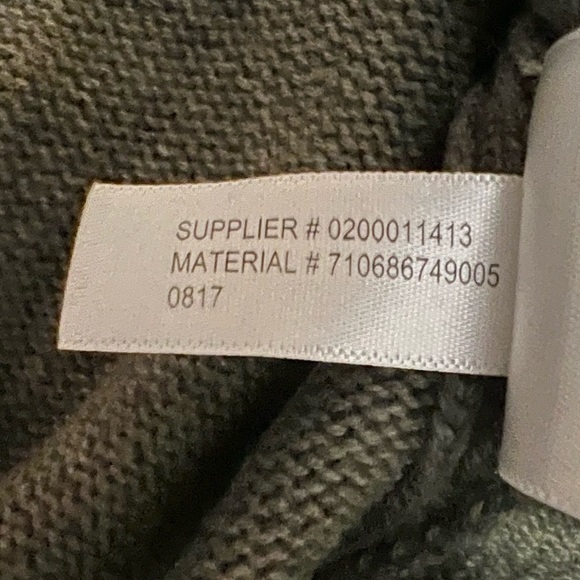 SUPPLIER # 0200011413
MATERIAL # 710686749005
0817